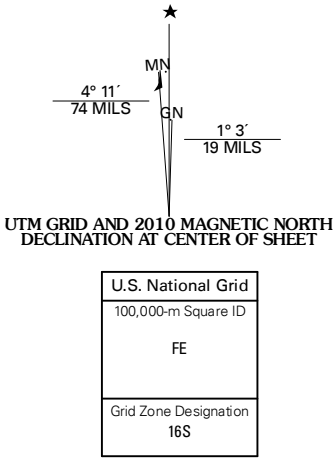 MN
4° 11´
74 MILS
GN
1° 3´
19 MILS
UTM GRID AND 2010 MAGNETIC NORTH
DECLINATION AT CENTER OF SHEET
U.S. National Grid
100,000-m Square ID
FE
Grid Zone Designation
16S